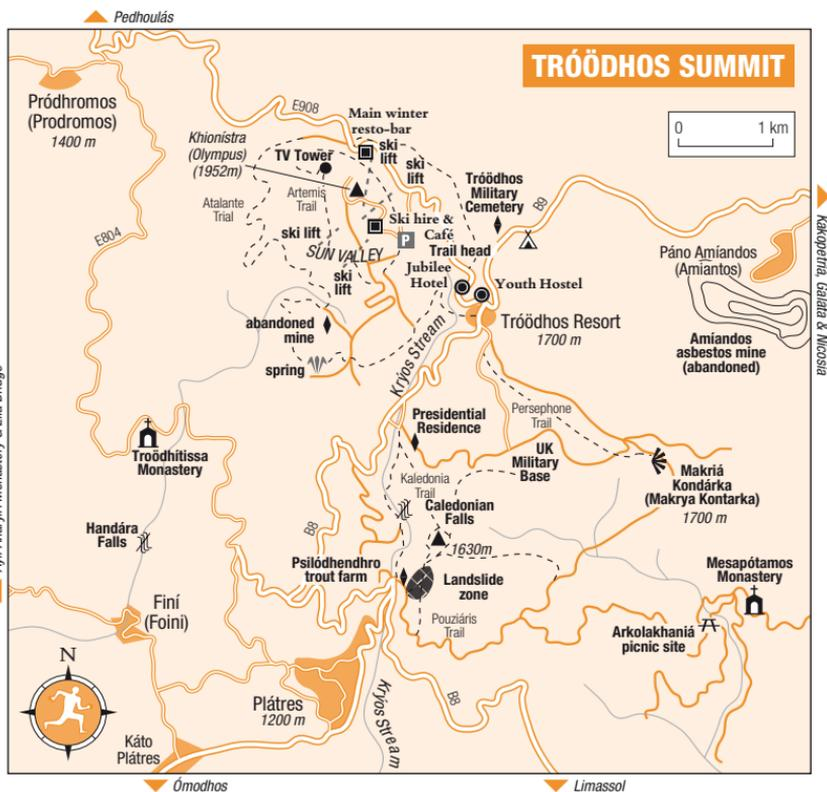 Pedhoulás
TRÓÖDHOS SUMMIT
0 1 km
Pródhromos
(Prodromos)
1400 m
E908
Main winter
resto-bar
ski
lift
ski
lift
Khionístra
(Olympus)
(1952m)
TV Tower
Artemis
Trail
Atalante
Trial
Tróödhos
Military
Cemetery
B9
E804
ski lift
Ski hire &
Café
P
SUN VALLEY
Trail head
ski
lift
Jubilee
Hotel
Youth Hostel
Páno Amíandos
(Amiantos)
Kakopetria, Galáta & Nicosia
abandoned
mine
spring
Krýos Stream
Tróödhos Resort
1700 m
Amíandos
asbestos mine
(abandoned)
Presidential
Residence
Persephone
Trail
UK
Military
Base
Troödhítissa
Monastery
Makriá
Kondárka
(Makrya Kontarka)
1700 m
Kaledonia
Trail
Caledonian
Falls
1630m
Handára
Falls
B8
Psilódhendhro
trout farm
Landslide
zone
Mesapótamos
Monastery
Finí
(Foini)
Pouziáris
Trail
Arkolakhaniá
picnic site
N
Plátres
1200 m
Krýos Stream
B8
Káto
Plátres
Ómodhos
Limassol